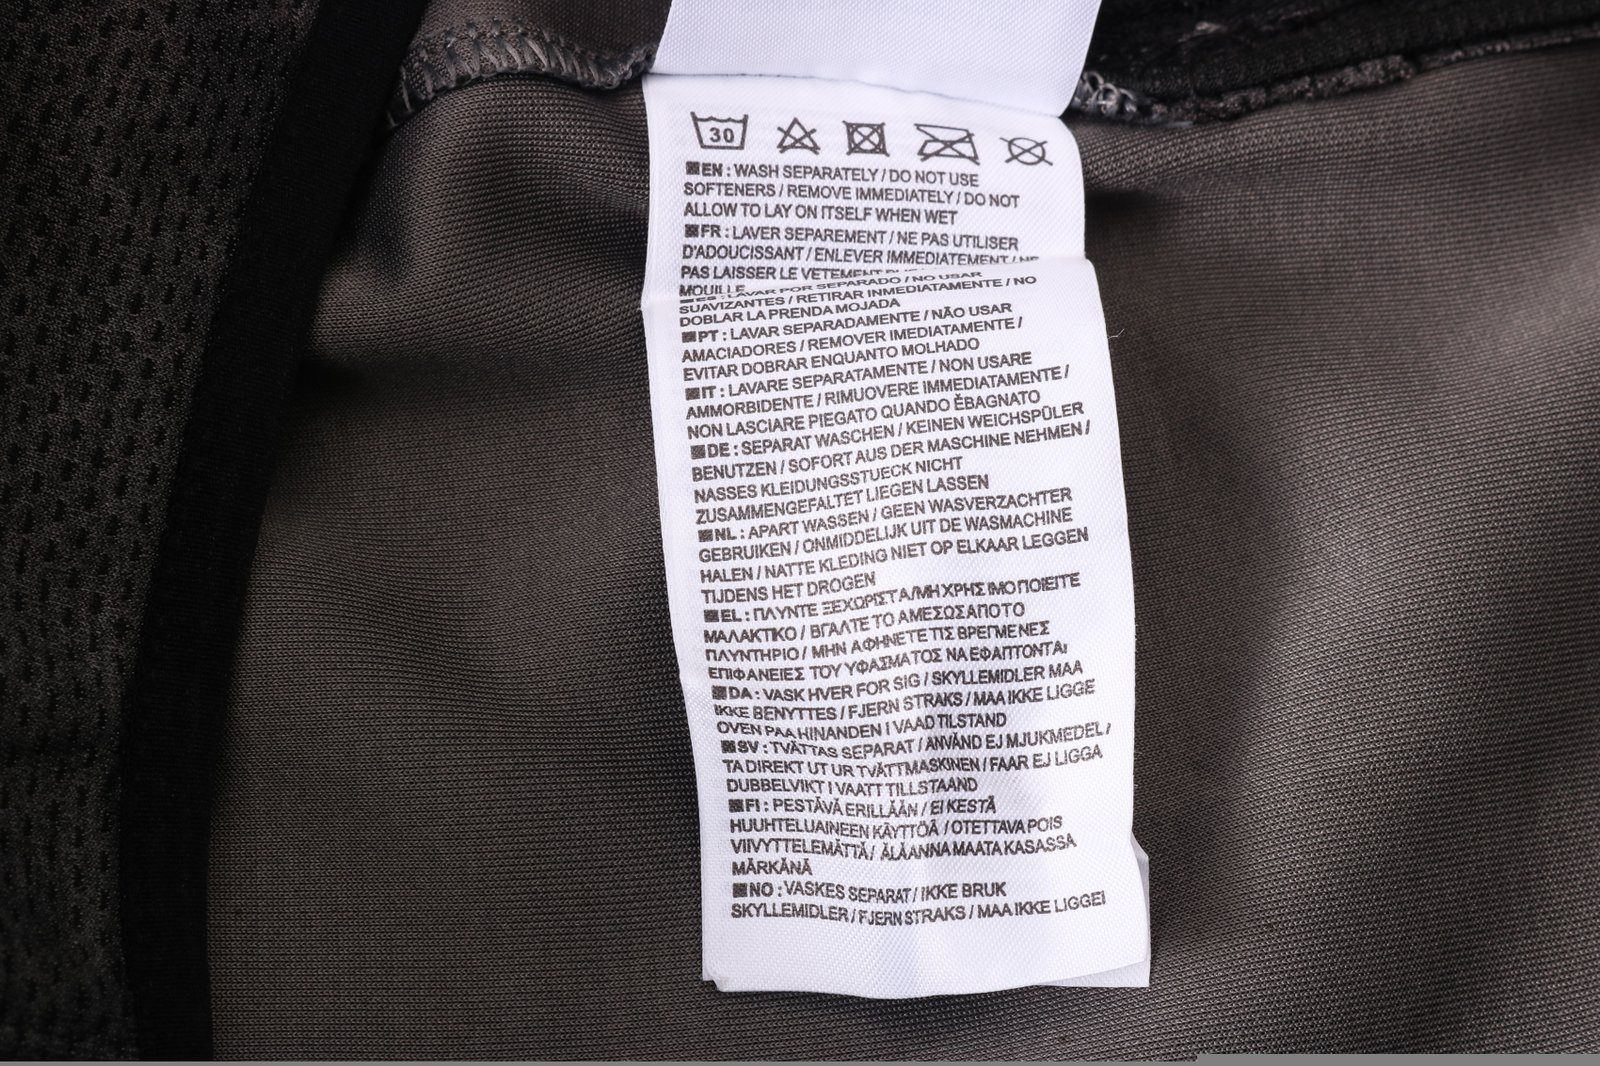 30
EN : WASH SEPARATELY / DO NOT USE
SOFTENERS / REMOVE IMMEDIATELY / DO NOT
ALLOW TO LAY ON ITSELF WHEN WET
FR : LAVER SEPAREMENT / NE PAS UTILISER
D'ADOUCISSANT / ENLEVER IMMEDIATEMENT / NE
PAS LAISSER LE VETEMENT
MOUILLE
ES : LAVAR POR SEPARADO / NO USAR
SUAVIZANTES / RETIRAR INMEDIATAMENTE / NO
DOBLAR LA PRENDA MOJADA
PT : LAVAR SEPARADAMENTE / NÃO USAR
AMACIADORES / REMOVER IMEDIATAMENTE /
EVITAR DOBRAR ENQUANTO MOLHADO
IT : LAVARE SEPARATAMENTE / NON USARE
AMMORBIDENTE / RIMUOVERE IMMEDIATAMENTE /
NON LASCIARE PIEGATO QUANDO ĚBAGNATO
DE : SEPARAT WASCHEN / KEINEN WEICHSPÜLER
BENUTZEN / SOFORT AUS DER MASCHINE NEHMEN /
NASSES KLEIDUNGSSTUECK NICHT
ZUSAMMENGEFALTET LIEGEN LASSEN
NL : APART WASSEN / GEEN WASVERZACHTER
GEBRUIKEN / ONMIDDELIJK UIT DE WASMACHINE
HALEN / NATTE KLEDING NIET OP ELKAAR LEGGEN
TIJDENS HET DROGEN
EL : ΠΛΥΝΤΕ ΞΕΧΩΡΙΣΤΑ/ΜΗ ΧΡΗΣΙΜΟΠΟΙΕΙΤΕ
ΜΑΛΑΚΤΙΚΟ / ΒΓΑΛΤΕ ΤΟ ΑΜΕΣΩΣ ΑΠΟ ΤΟ
ΠΛΥΝΤΗΡΙΟ / ΜΗΝ ΑΦΗΝΕΤΕ ΤΙΣ ΒΡΕΓΜΕΝΕΣ
ΕΠΙΦΑΝΕΙΕΣ ΤΟΥ ΥΦΑΣΜΑΤΟΣ ΝΑ ΕΦΑΠΤΟΝΤΑΙ
DA : VASK HVER FOR SIG / SKYLLEMIDLER MAA
IKKE BENYTTES / FJERN STRAKS / MAA IKKE LIGGE
OVEN PAA HINANDEN I VAAD TILSTAND
SV : TVÄTTAS SEPARAT / ANVÄND EJ MJUKMEDEL /
TA DIREKT UT UR TVÄTTMASKINEN / FAAR EJ LIGGA
DUBBELVIKT I VAATT TILLSTAAND
FI : PESTÄVÄ ERILLÄÄN / EI KESTÄ
HUUHTELUAINEEN KÄYTTÖÄ / OTETTAVA POIS
VIIVYTTELEMÄTTÄ / ÄLÄANNA MAATA KASASSA
MÄRKÄNÄ
NO : VASKES SEPARAT / IKKE BRUK
SKYLLEMIDLER / FJERN STRAKS / MAA IKKE LIGGEI